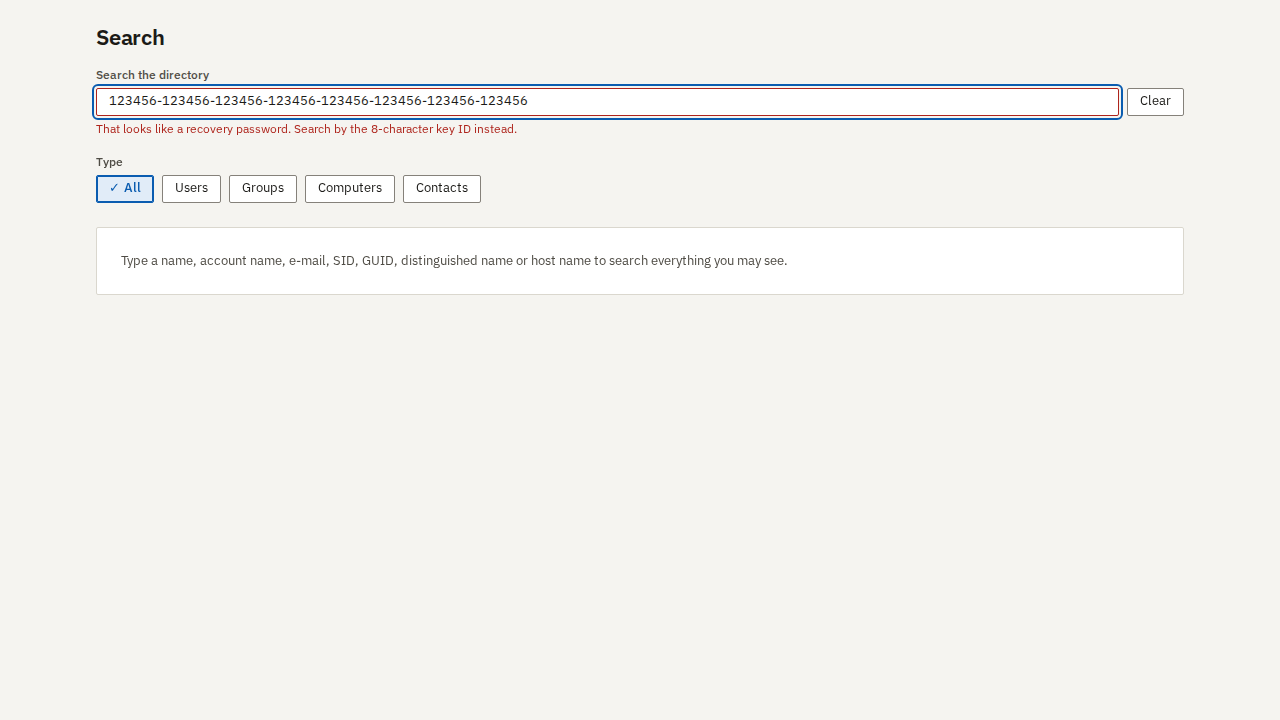 Search
Search the directory
123456-123456-123456-123456-123456-123456-123456-123456
Clear
That looks like a recovery password. Search by the 8-character key ID instead.
Type
✓ All
Users
Groups
Computers
Contacts
Type a name, account name, e-mail, SID, GUID, distinguished name or host name to search everything you may see.